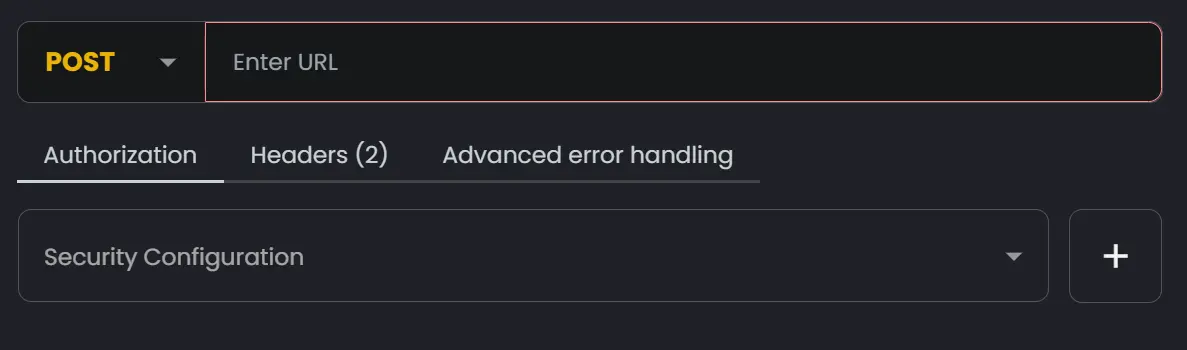 POST Enter URL
Authorization Headers (2) Advanced error handling
Security Configuration +